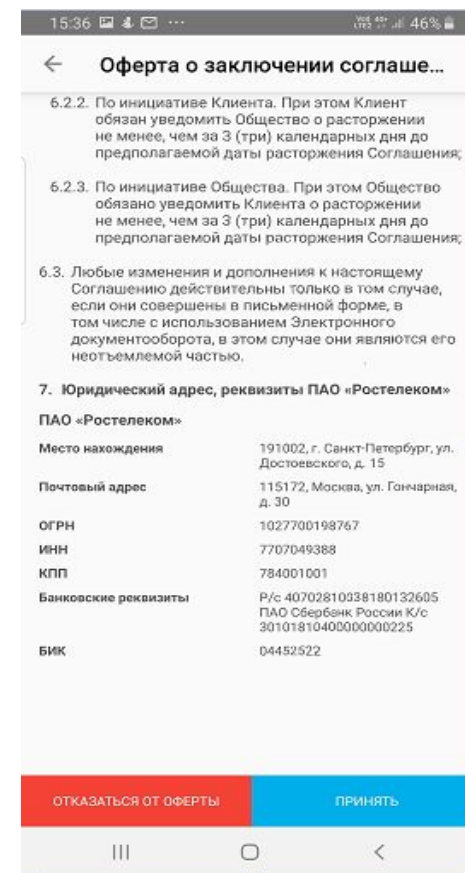 15:36 ... 46%
← Оферта о заключении соглаше...
6.2.2. По инициативе Клиента. При этом Клиент
обязан уведомить Общество о расторжении
не менее, чем за 3 (три) календарных дня до
предполагаемой даты расторжения Соглашения;
6.2.3. По инициативе Общества. При этом Общество
обязано уведомить Клиента о расторжении
не менее, чем за 3 (три) календарных дня до
предполагаемой даты расторжения Соглашения;
6.3. Любые изменения и дополнения к настоящему
Соглашению действительны только в том случае,
если они совершены в письменной форме, в
том числе с использованием Электронного
документооборота, в этом случае они являются его
неотъемлемой частью.
7. Юридический адрес, реквизиты ПАО «Ростелеком»
ПАО «Ростелеком»
Место нахождения 191002, г. Санкт-Петербург, ул.
Достоевского, д. 15
Почтовый адрес 115172, Москва, ул. Гончарная,
д. 30
ОГРН 1027700198767
ИНН 7707049388
КПП 784001001
Банковские реквизиты Р/с 40702810038180132605
ПАО Сбербанк России К/с
30101810400000000225
БИК 04452522
ОТКАЗАТЬСЯ ОТ ОФЕРТЫ ПРИНЯТЬ